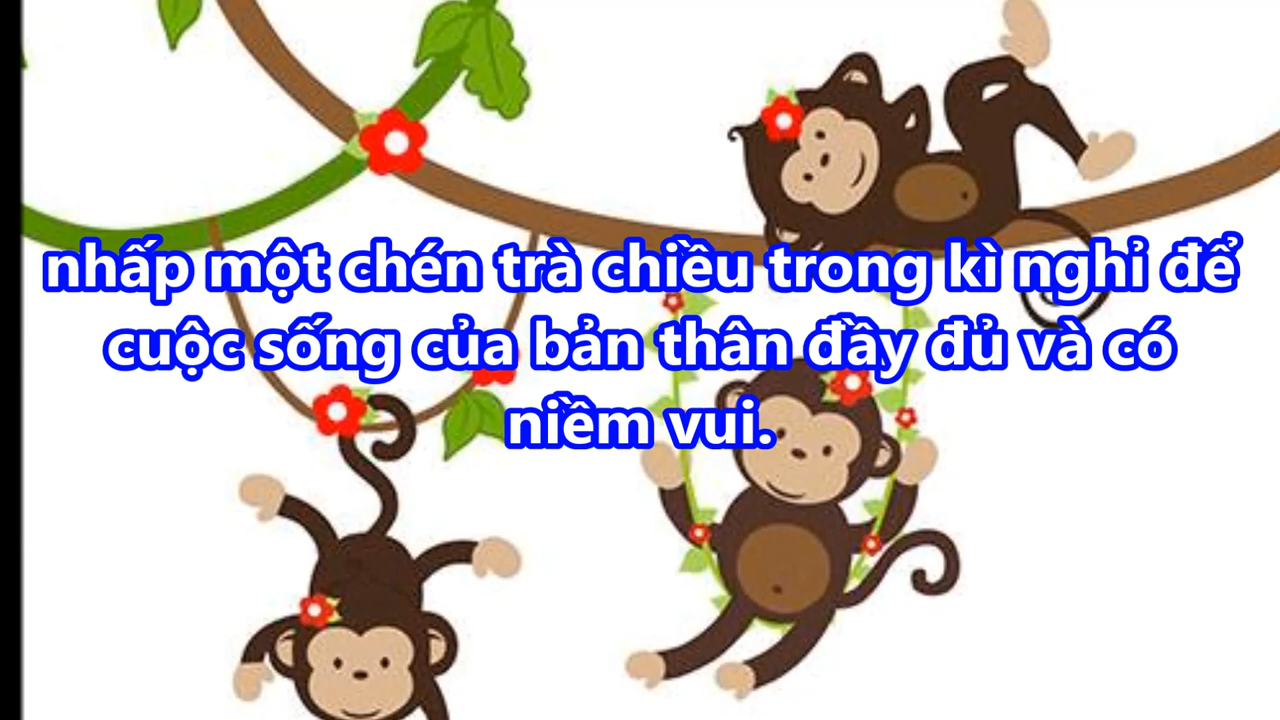 nhấp một chén trà chiều trong kì nghỉ để
cuộc sống của bản thân đầy đủ và có
niềm vui.